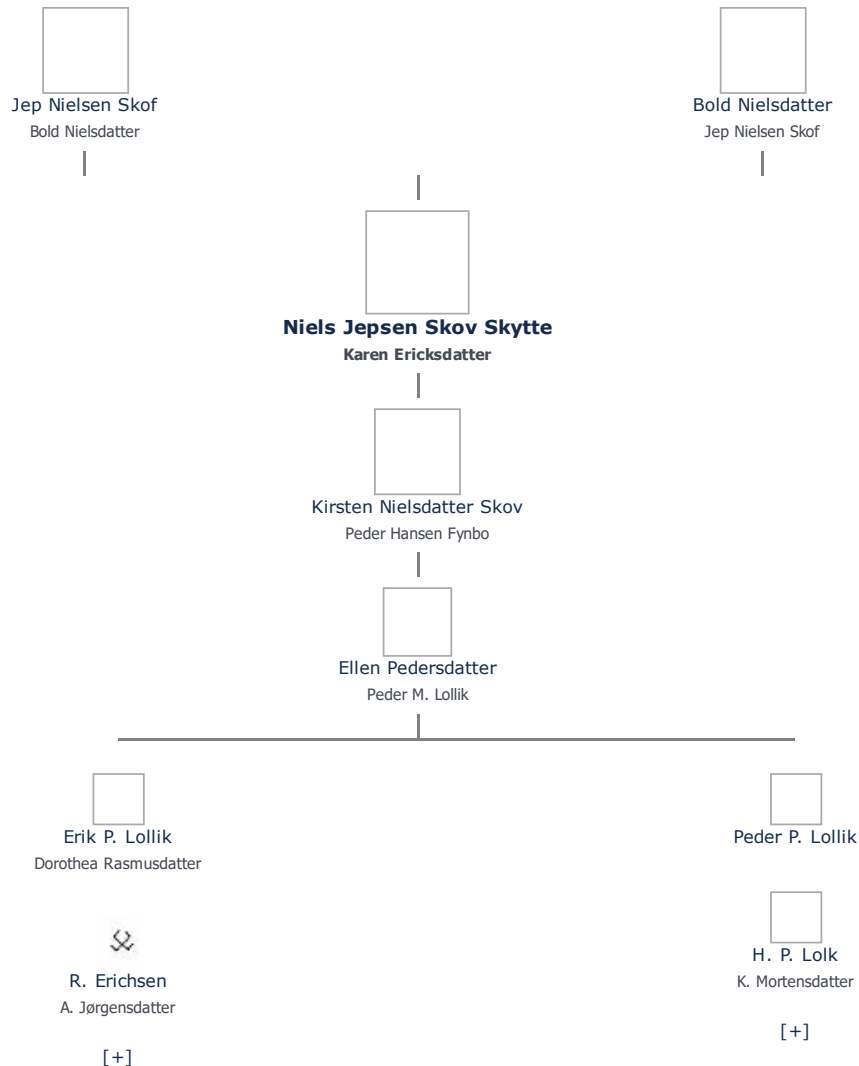 Jep Nielsen Skof
Bold Nielsdatter
Bold Nielsdatter
Jep Nielsen Skof
Niels Jepsen Skov Skytte
Karen Ericksdatter
Kirsten Nielsdatter Skov
Peder Hansen Fynbo
Ellen Pedersdatter
Peder M. Lollik
Erik P. Lollik
Dorothea Rasmusdatter
Peder P. Lollik
R. Erichsen
A. Jørgensdatter
[+]
H. P. Lolk
K. Mortensdatter
[+]